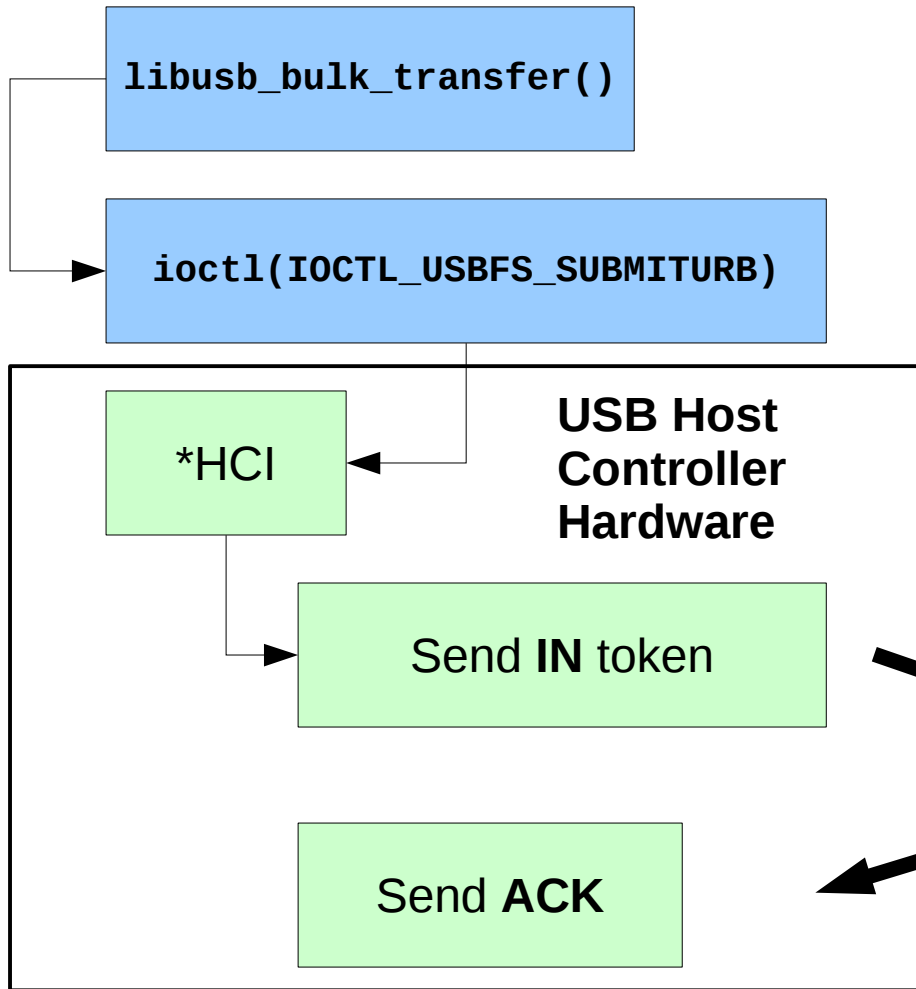 libusb_bulk_transfer()
ioctl(IOCTL_USBFS_SUBMITURB)
*HCI
USB Host
Controller
Hardware
Send IN token
Send ACK